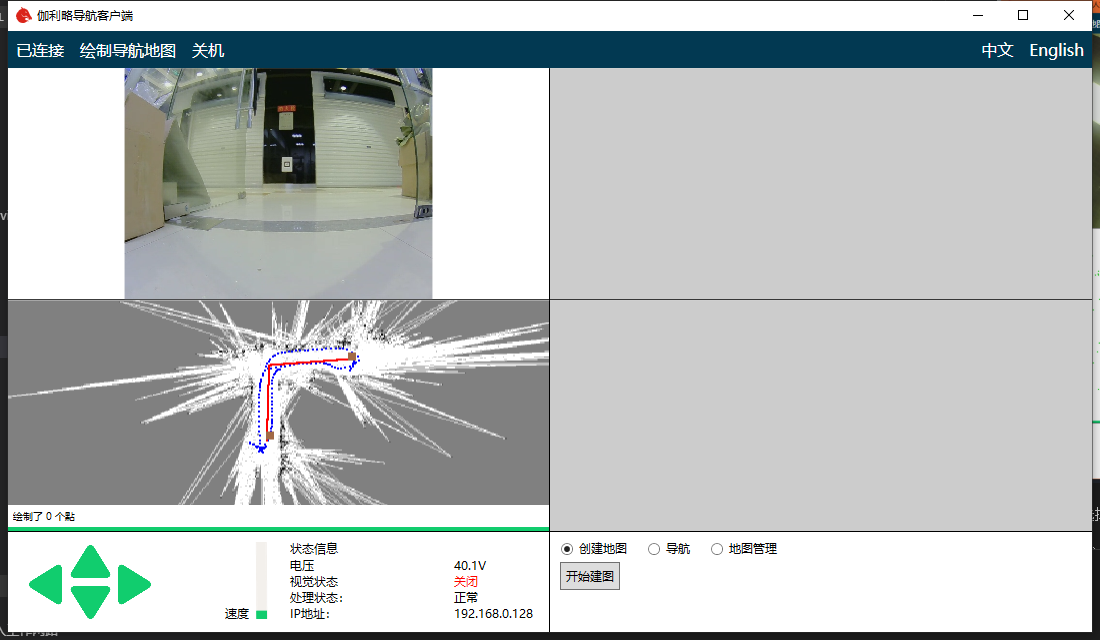 伽利略导航客户端
已连接 绘制导航地图 关机 中文 English
绘制了 0 个點
状态信息
电压 40.1V
视觉状态 关闭
处理状态: 正常
速度 IP地址: 192.168.0.128
创建地图 导航 地图管理
开始建图